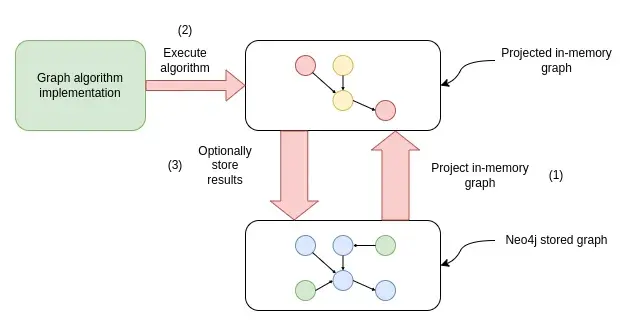 (2)
Execute
algorithm
Graph algorithm
implementation
Projected in-memory
graph
(3)
Optionally
store
results
Project in-memory
graph
(1)
Neo4j stored graph